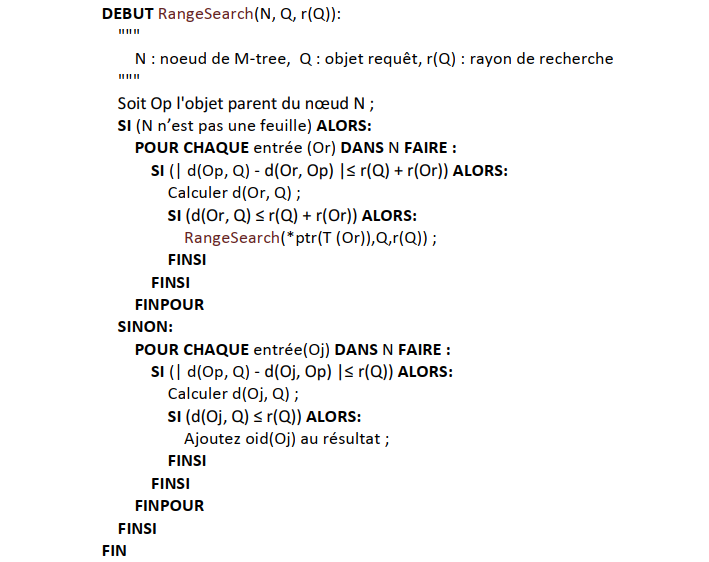 DEBUT RangeSearch(N, Q, r(Q)):
"""
N : noeud de M-tree, Q : objet requêt, r(Q) : rayon de recherche
"""
Soit Op l'objet parent du nœud N ;
SI (N n’est pas une feuille) ALORS:
POUR CHAQUE entrée (Or) DANS N FAIRE :
SI (| d(Op, Q) - d(Or, Op) |≤ r(Q) + r(Or)) ALORS:
Calculer d(Or, Q) ;
SI (d(Or, Q) ≤ r(Q) + r(Or)) ALORS:
RangeSearch(*ptr(T (Or)),Q,r(Q)) ;
FINSI
FINSI
FINPOUR
SINON:
POUR CHAQUE entrée(Oj) DANS N FAIRE :
SI (| d(Op, Q) - d(Oj, Op) |≤ r(Q)) ALORS:
Calculer d(Oj, Q) ;
SI (d(Oj, Q) ≤ r(Q)) ALORS:
Ajoutez oid(Oj) au résultat ;
FINSI
FINSI
FINPOUR
FINSI
FIN